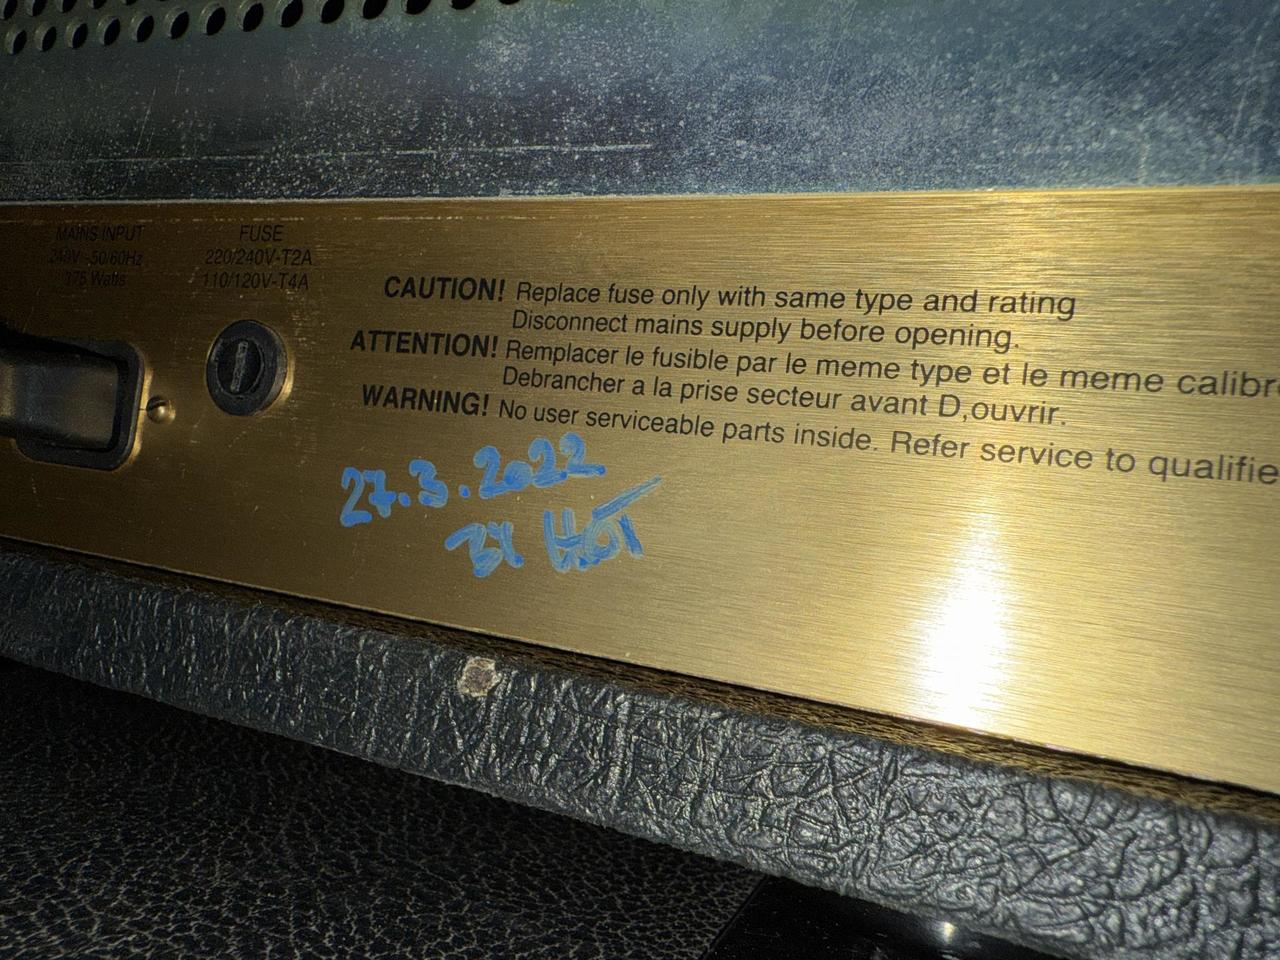 MAINS INPUT
240V ~50/60Hz
375 Watts
FUSE
220/240V-T2A
110/120V-T4A
CAUTION! Replace fuse only with same type and rating
Disconnect mains supply before opening.
ATTENTION! Remplacer le fusible par le meme type et le meme calibr
Debrancher a la prise secteur avant D,ouvrir.
WARNING! No user serviceable parts inside. Refer service to qualifie
27.3.2022
3X HOT